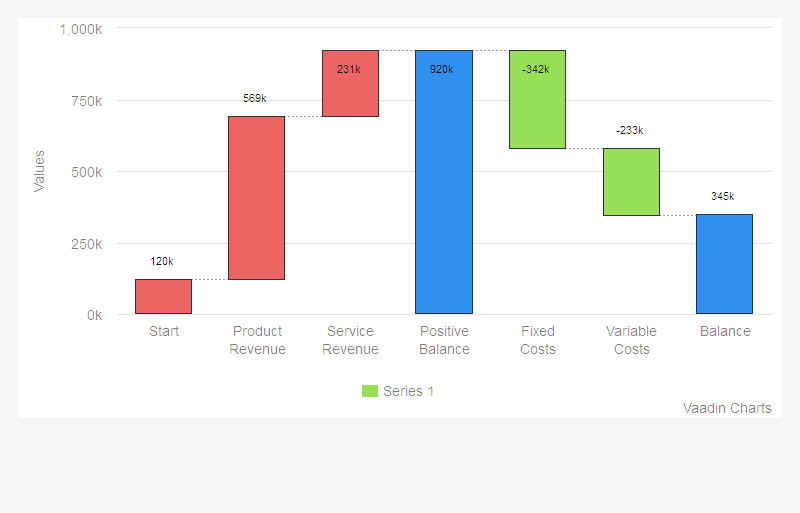 1,000k
750k
500k
250k
0k
Values
120k
569k
231k
920k
-342k
-233k
345k
Start
Product
Revenue
Service
Revenue
Positive
Balance
Fixed
Costs
Variable
Costs
Balance
Series 1
Vaadin Charts